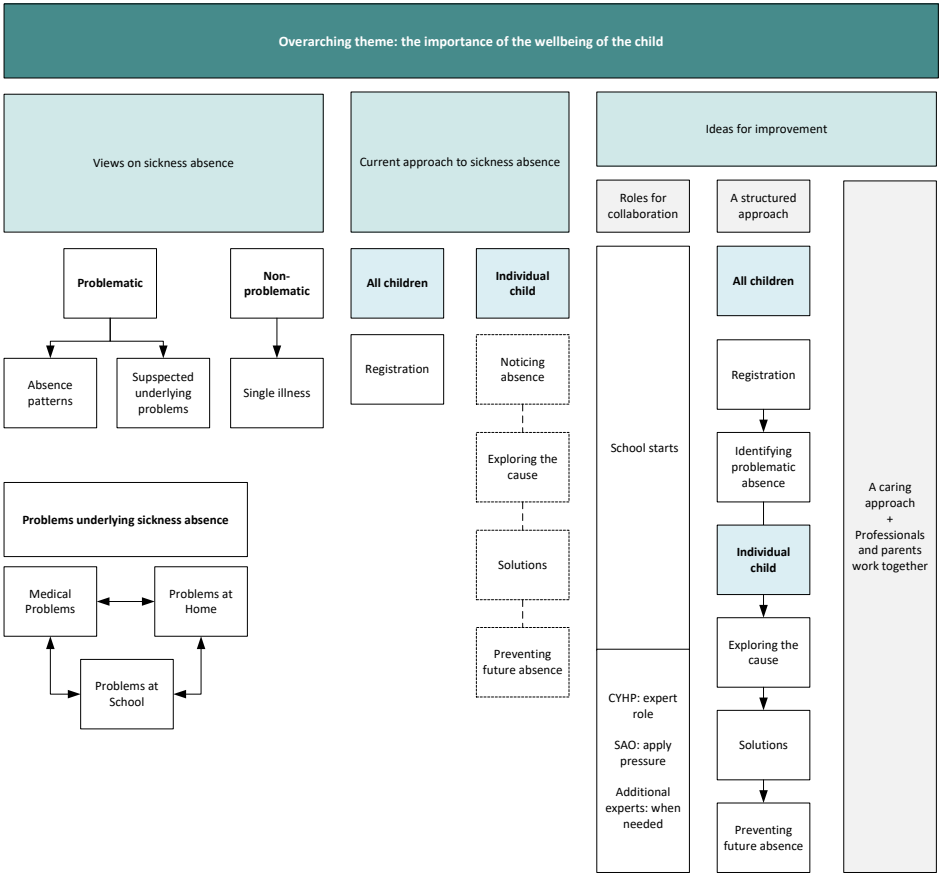 Overarching theme: the importance of the wellbeing of the child
Views on sickness absence
Current approach to sickness absence
Ideas for improvement
Roles for
collaboration
A structured
approach
Problematic
Non-
problematic
All children
Individual
child
All children
Absence
patterns
Supspected
underlying
problems
Single illness
Registration
Noticing
absence
Exploring the
cause
Solutions
Preventing
future absence
Problems underlying sickness absence
Medical
Problems
Problems at
Home
Problems at
School
School starts
CYHP: expert
role
SAO: apply
pressure
Additional
experts: when
needed
Registration
Identifying
problematic
absence
Individual
child
Exploring the
cause
Solutions
Preventing
future absence
A caring
approach
+
Professionals
and parents
work together